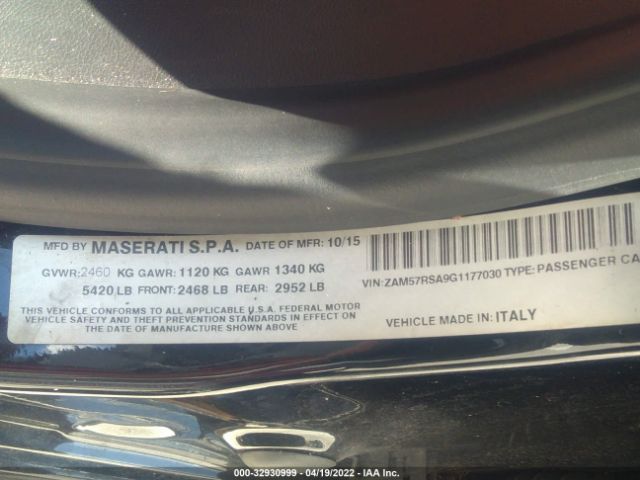 MFD BY MASERATI S.P.A. DATE OF MFR: 10/15
GVWR: 2460 KG GAWR: 1120 KG GAWR 1340 KG
5420 LB FRONT: 2468 LB REAR: 2952 LB
THIS VEHICLE CONFORMS TO ALL APPLICABLE U.S.A. FEDERAL MOTOR
VEHICLE SAFETY AND THEFT PREVENTION STANDARDS IN EFFECT ON
THE DATE OF MANUFACTURE SHOWN ABOVE
VIN: ZAM57RSA9G1177030 TYPE: PASSENGER CA
VEHICLE MADE IN: ITALY
000-32930999 - 04/19/2022 - IAA Inc.